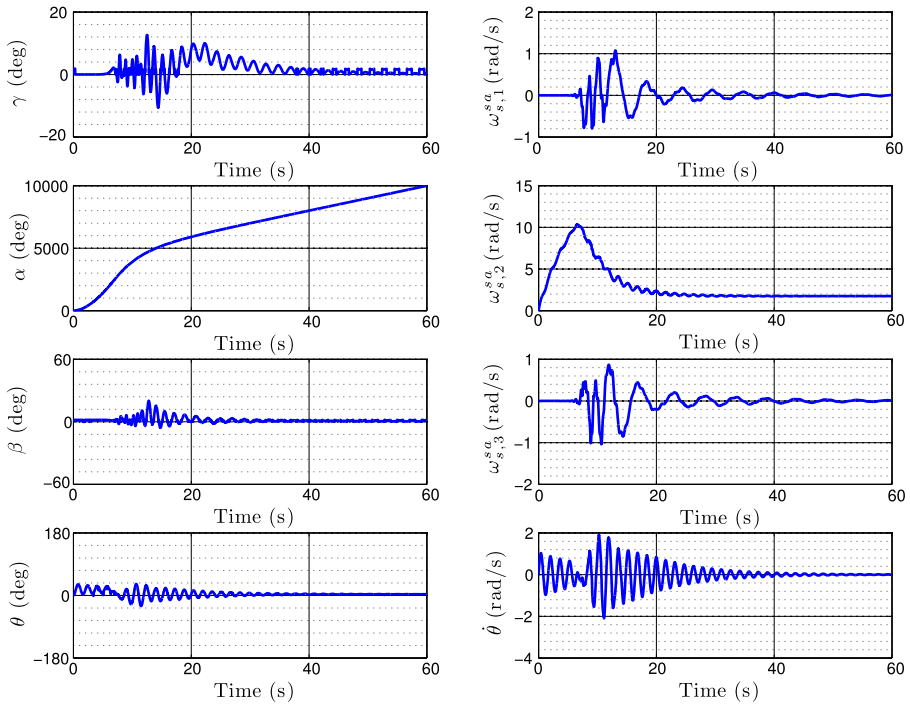 20
0
−20
γ (deg)
0 20 40 60
Time (s)
2
1
0
−1
ω^{sa}_{s,1} (rad/s)
0 20 40 60
Time (s)
10000
5000
0
α (deg)
0 20 40 60
Time (s)
15
10
5
0
ω^{sa}_{s,2} (rad/s)
0 20 40 60
Time (s)
60
0
−60
β (deg)
0 20 40 60
Time (s)
1
0
−1
−2
ω^{sa}_{s,3} (rad/s)
0 20 40 60
Time (s)
180
0
−180
θ (deg)
0 20 40 60
Time (s)
2
0
−2
−4
θ̇ (rad/s)
0 20 40 60
Time (s)